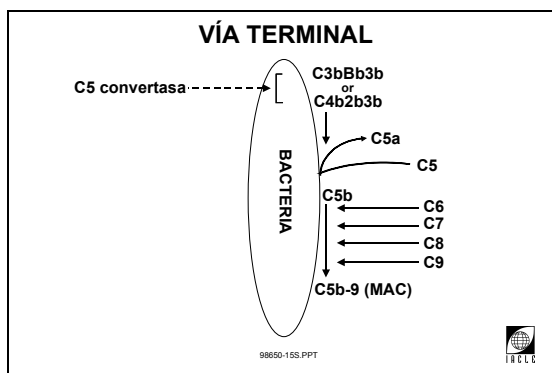 VÍA TERMINAL
C5 convertasa
C3bBb3b
or
C4b2b3b
C5a
C5
BACTERIA
C5b
C6
C7
C8
C9
C5b-9 (MAC)
98650-15S.PPT
IACLE